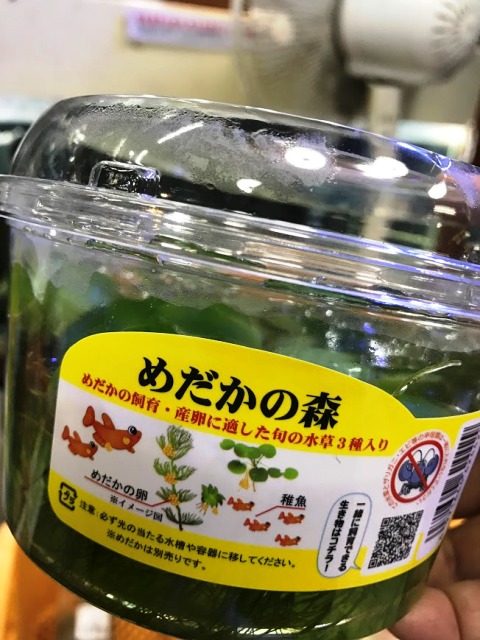 めだかの森
めだかの飼育・産卵に適した旬の水草3種入り
めだかの卵
※イメージ図
稚魚
プラ
注意:必ず光の当たる水槽や容器に移してください。
※めだかは別売りです。
一緒に飼育できる
生き物はコチラ!